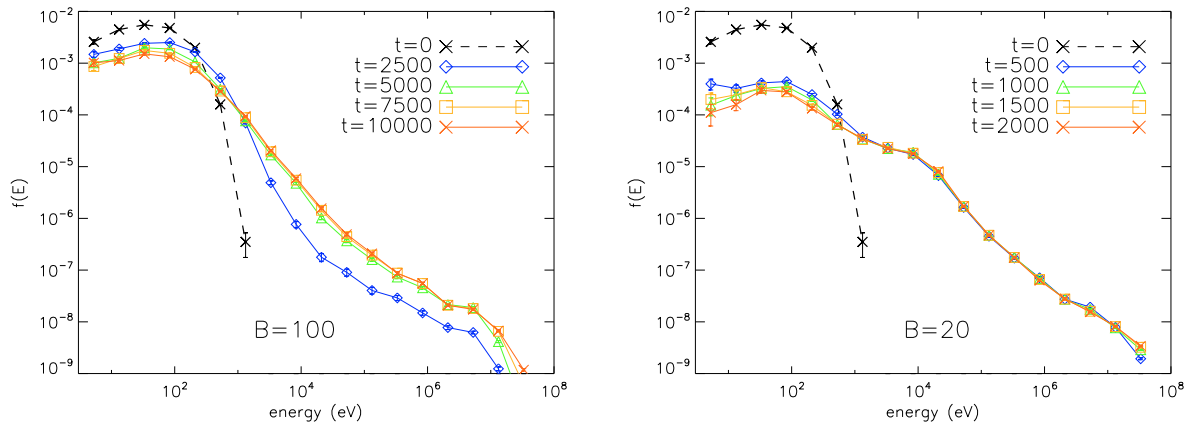 10⁻²
10⁻³
10⁻⁴
10⁻⁵
10⁻⁶
10⁻⁷
10⁻⁸
10⁻⁹
f(E)
t=0
t=2500
t=5000
t=7500
t=10000
B=100
10² 10⁴ 10⁶ 10⁸
energy (eV)
10⁻²
10⁻³
10⁻⁴
10⁻⁵
10⁻⁶
10⁻⁷
10⁻⁸
10⁻⁹
f(E)
t=0
t=500
t=1000
t=1500
t=2000
B=20
10² 10⁴ 10⁶ 10⁸
energy (eV)